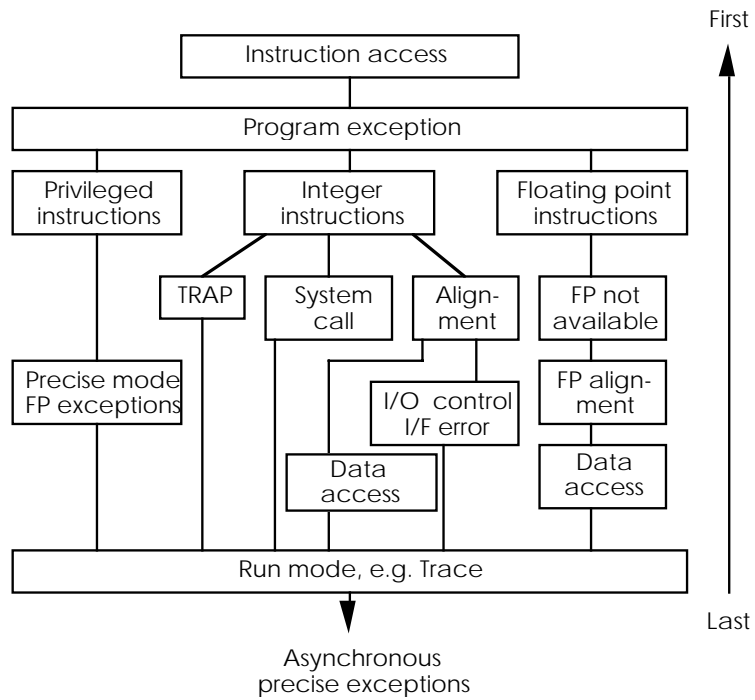 First
Instruction access
Program exception
Privileged
instructions
Integer
instructions
Floating point
instructions
TRAP
System
call
Align-
ment
FP not
available
Precise mode
FP exceptions
I/O control
I/F error
FP align-
ment
Data
access
Data
access
Run mode, e.g. Trace
Last
Asynchronous
precise exceptions